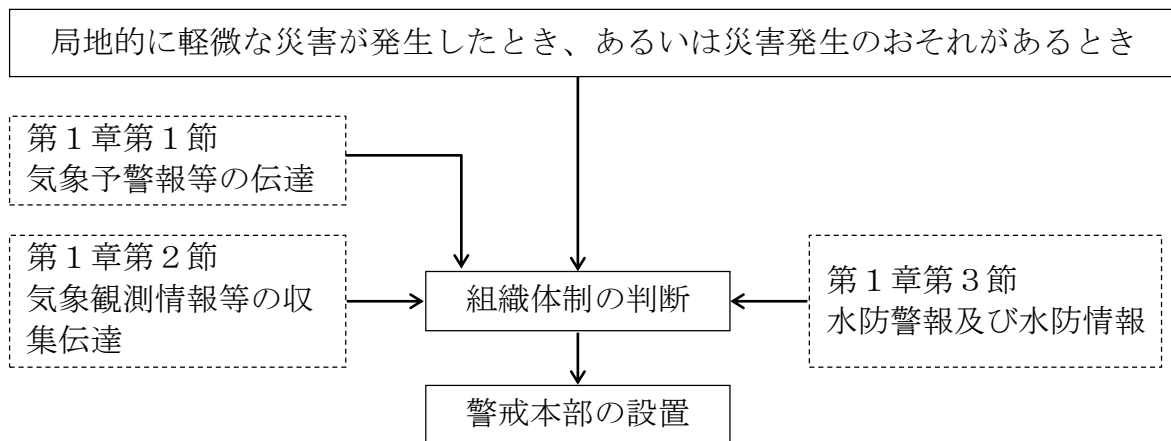 局地的に軽微な災害が発生したとき、あるいは災害発生のおそれがあるとき
第１章第１節
気象予警報等の伝達
第１章第２節
気象観測情報等の収
集伝達
組織体制の判断
第１章第３節
水防警報及び水防情報
警戒本部の設置